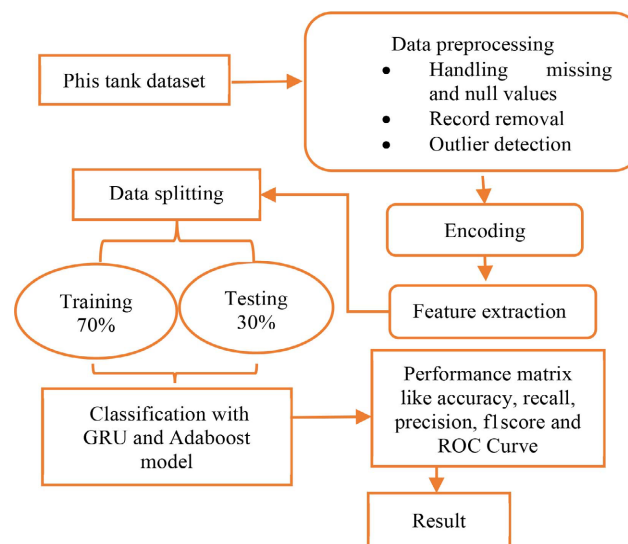 Phis tank dataset
Data preprocessing
● Handling missing
and null values
● Record removal
● Outlier detection
Encoding
Feature extraction
Data splitting
Training
70%
Testing
30%
Classification with
GRU and Adaboost
model
Performance matrix
like accuracy, recall,
precision, f1score and
ROC Curve
Result